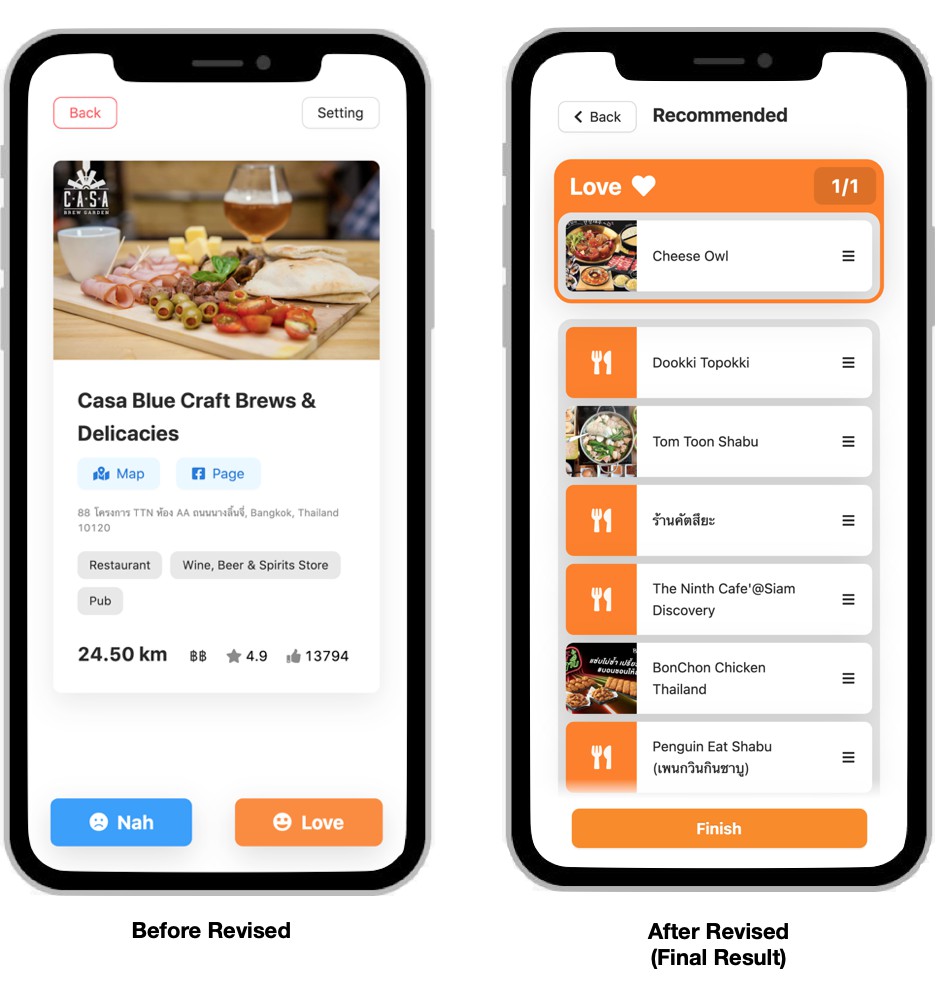 Back
Setting
C·A·S·A
BREW GARDEN
Casa Blue Craft Brews &
Delicacies
Map
Page
88 โครงการ TTN ห้อง AA ถนนนางลิ้นจี่, Bangkok, Thailand
10120
Restaurant
Wine, Beer & Spirits Store
Pub
24.50 km
฿฿
4.9
13794
Nah
Love
Before Revised
Back
Recommended
Love
1/1
Cheese Owl
Dookki Topokki
Tom Toon Shabu
ร้านคัตสึยะ
The Ninth Cafe'@Siam
Discovery
BonChon Chicken
Thailand
Penguin Eat Shabu
(เพนกวินกินชาบู)
Finish
After Revised
(Final Result)